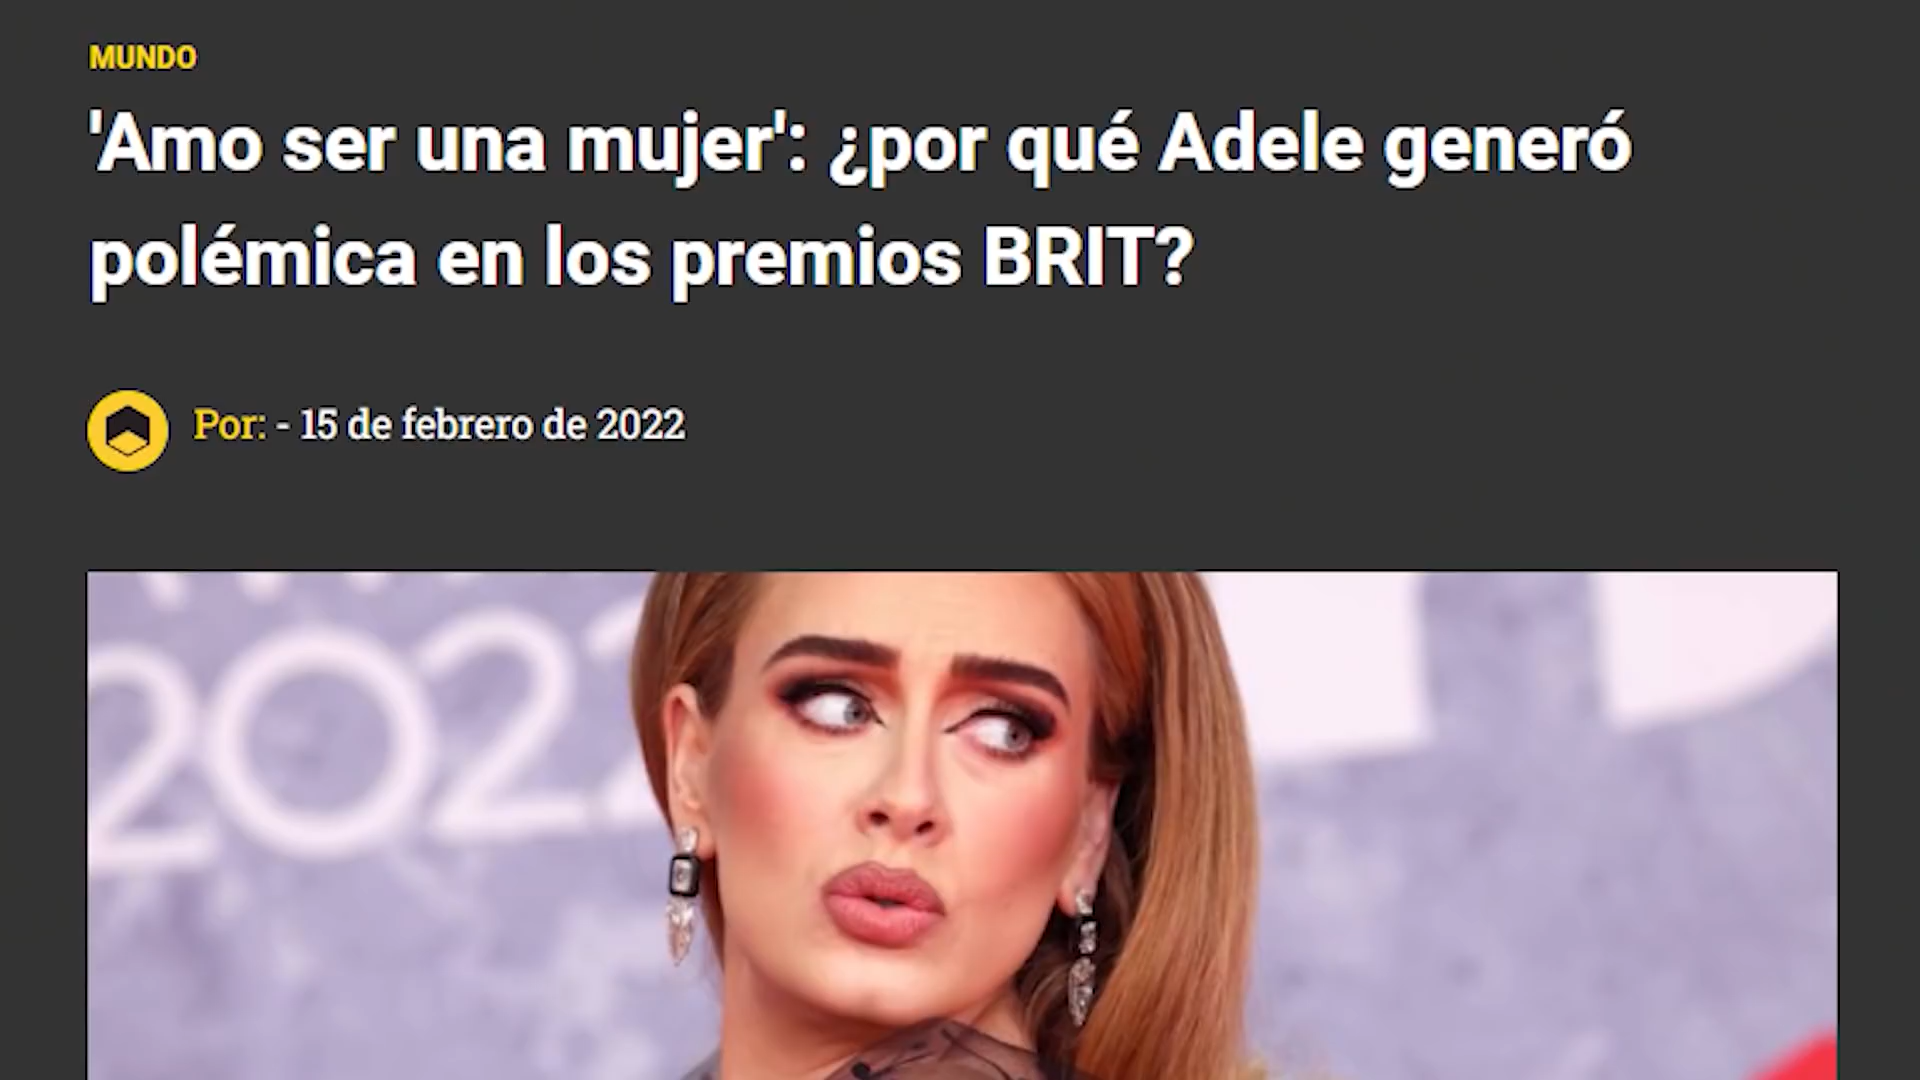 MUNDO
'Amo ser una mujer': ¿por qué Adele generó
polémica en los premios BRIT?
Por: - 15 de febrero de 2022
2022